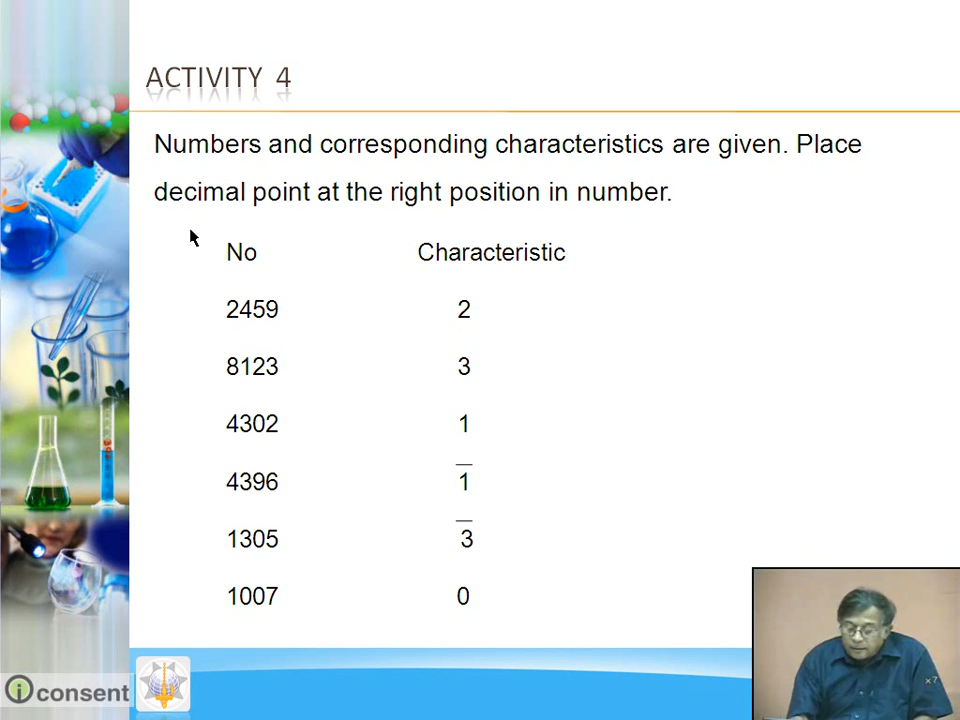 ACTIVITY 4
Numbers and corresponding characteristics are given. Place
decimal point at the right position in number.
No Characteristic
2459 2
8123 3
4302 1
4396 1̅
1305 3̅
1007 0
i consent